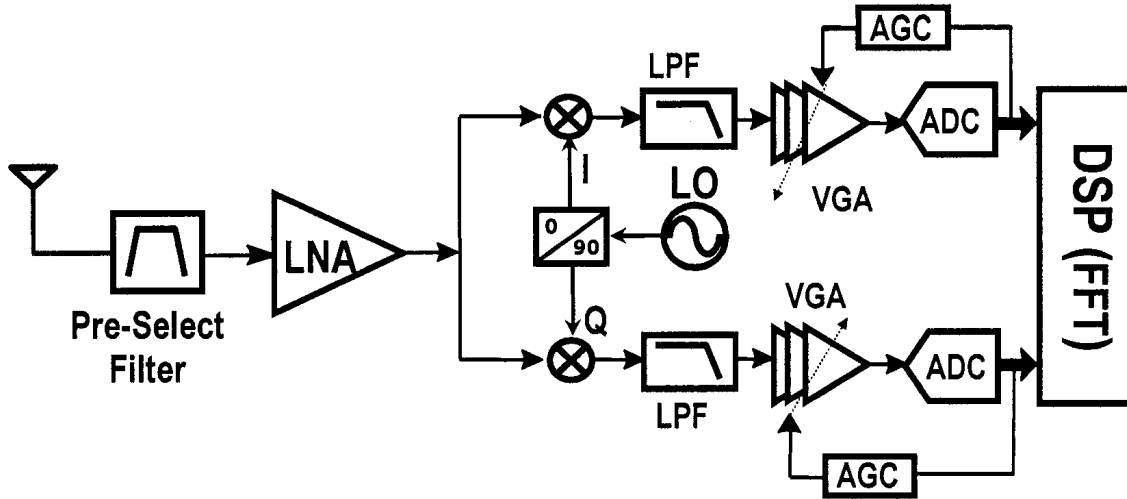 AGC
LPF
ADC
I
LO
VGA
0
90
LNA
DSP (FFT)
Pre-Select
Filter
VGA
Q
ADC
LPF
AGC